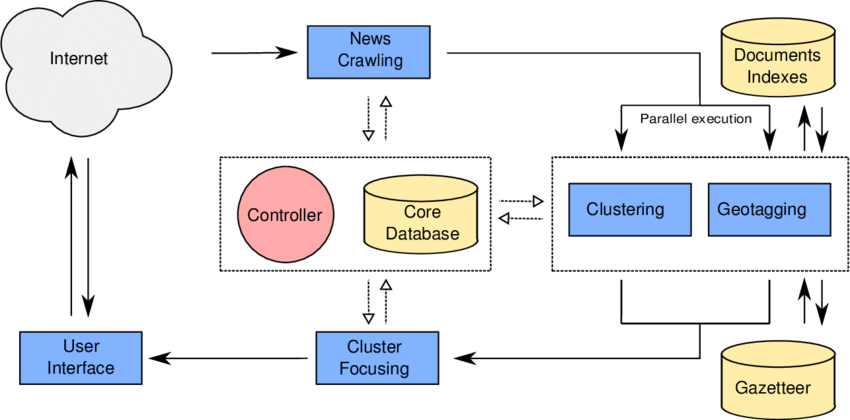 Internet
News
Crawling
Documents
Indexes
Parallel execution
Controller
Core
Database
Clustering
Geotagging
User
Interface
Cluster
Focusing
Gazetteer